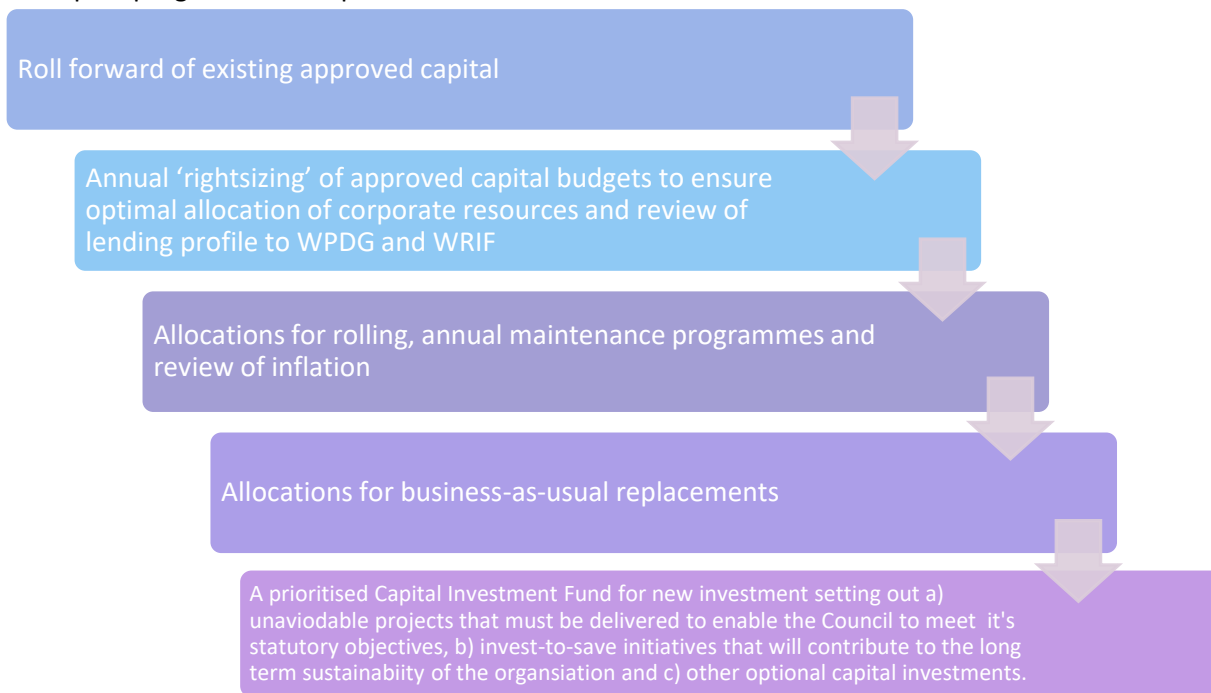 Roll forward of existing approved capital
Annual ‘rightsizing’ of approved capital budgets to ensure
optimal allocation of corporate resources and review of
lending profile to WPDG and WRIF
Allocations for rolling, annual maintenance programmes and
review of inflation
Allocations for business-as-usual replacements
A prioritised Capital Investment Fund for new investment setting out a)
unaviodable projects that must be delivered to enable the Council to meet it's
statutory objectives, b) invest-to-save initiatives that will contribute to the long
term sustainabiity of the organsiation and c) other optional capital investments.